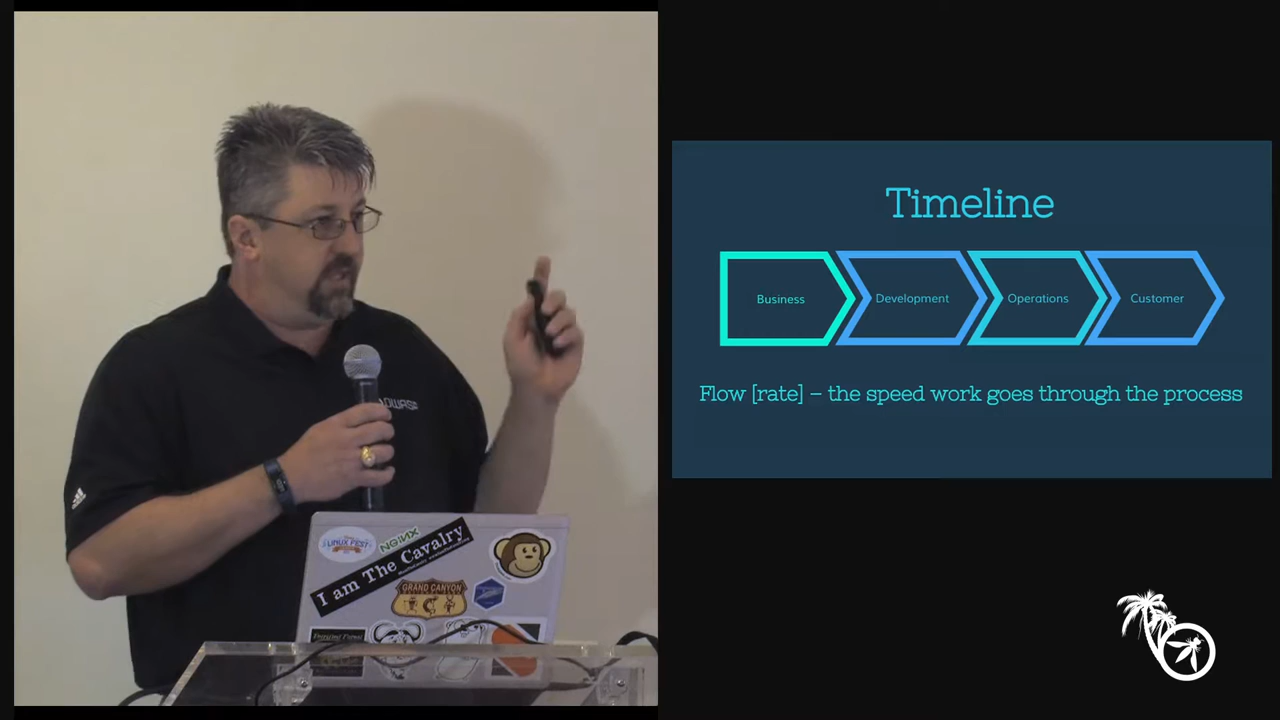 Timeline
Business
Development
Operations
Customer
Flow [rate] – the speed work goes through the process
OWASP
LINUX FEST
NGINX
I am The Cavalry
GRAND CANYON